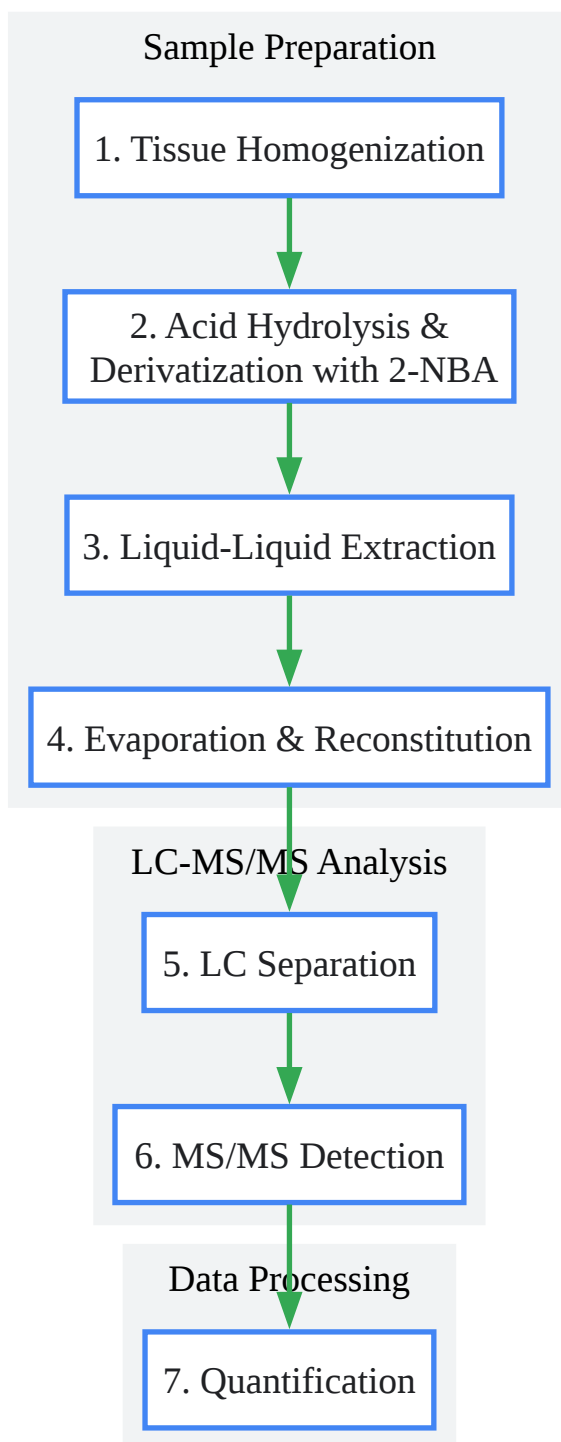 Sample Preparation
1. Tissue Homogenization
2. Acid Hydrolysis &
Derivatization with 2-NBA
3. Liquid-Liquid Extraction
4. Evaporation & Reconstitution
LC-MS/MS Analysis
5. LC Separation
6. MS/MS Detection
Data Processing
7. Quantification